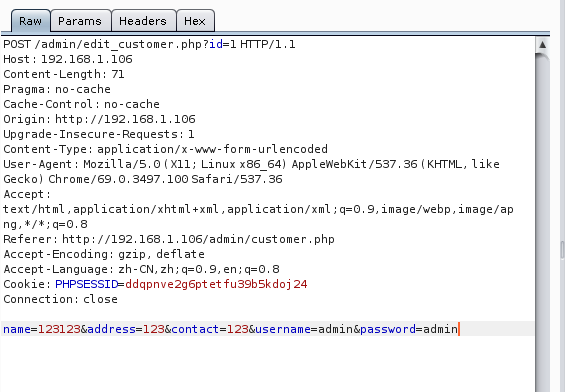 Raw Params Headers Hex
POST /admin/edit_customer.php?id=1 HTTP/1.1
Host: 192.168.1.106
Content-Length: 71
Pragma: no-cache
Cache-Control: no-cache
Origin: http://192.168.1.106
Upgrade-Insecure-Requests: 1
Content-Type: application/x-www-form-urlencoded
User-Agent: Mozilla/5.0 (X11; Linux x86_64) AppleWebKit/537.36 (KHTML, like
Gecko) Chrome/69.0.3497.100 Safari/537.36
Accept:
text/html,application/xhtml+xml,application/xml;q=0.9,image/webp,image/ap
ng,*/*;q=0.8
Referer: http://192.168.1.106/admin/customer.php
Accept-Encoding: gzip, deflate
Accept-Language: zh-CN,zh;q=0.9,en;q=0.8
Cookie: PHPSESSID=ddqpnve2g6ptetfu39b5kdoj24
Connection: close
name=123123&address=123&contact=123&username=admin&password=admin